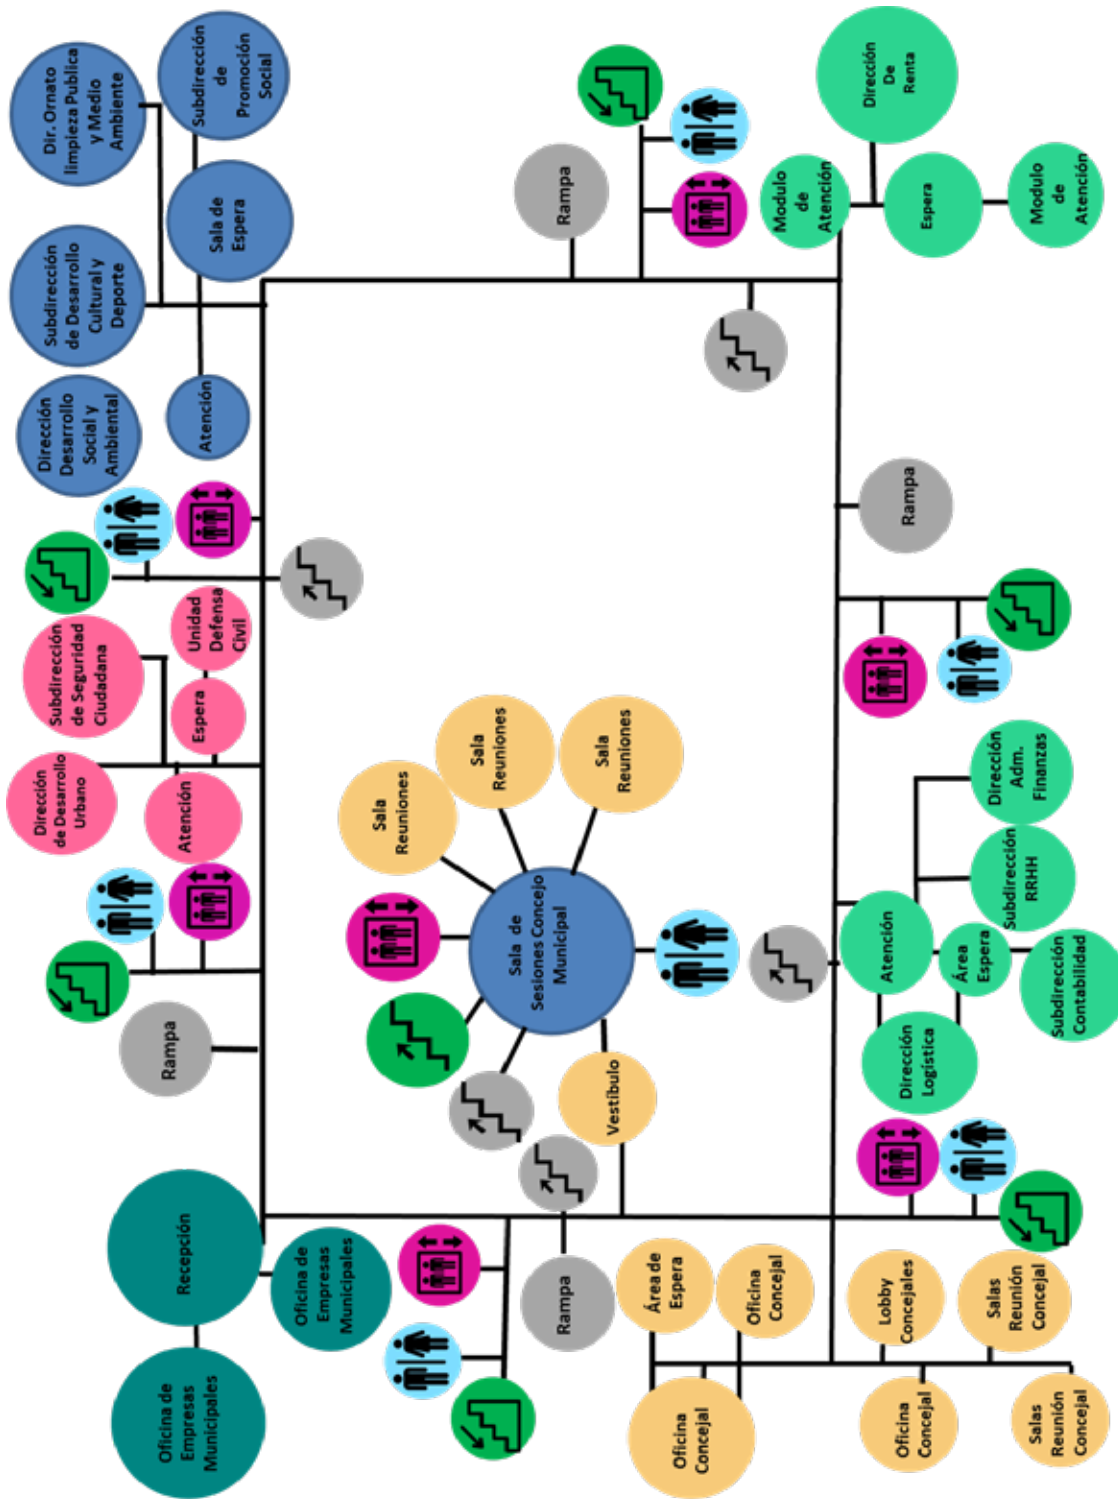 Oficina de
Empresas
Municipales
Recepción
Oficina de
Empresas
Municipales
Rampa
Dirección
de Desarrollo
Urbano
Subdirección
de Seguridad
Ciudadana
Atención
Espera
Unidad
Defensa
Civil
Dirección
Desarrollo
Social y
Ambiental
Subdirección
de Desarrollo
Cultural y
Deporte
Dir. Ornato
limpieza Publica
y Medio
Ambiente
Atención
Sala de
Espera
Subdirección
de
Promoción
Social
Sala
Reuniones
Sala
Reuniones
Sala
Reuniones
Sala de
Sesiones Concejo
Municipal
Vestíbulo
Rampa
Rampa
Área de
Espera
Oficina
Concejal
Oficina
Concejal
Lobby
Concejales
Oficina
Concejal
Salas
Reunión
Concejal
Salas
Reunión
Concejal
Atención
Dirección
Logística
Área
Espera
Subdirección
RRHH
Dirección
Adm.
Finanzas
Subdirección
Contabilidad
Rampa
Modulo
de
Atención
Dirección
De
Renta
Espera
Modulo
de
Atención